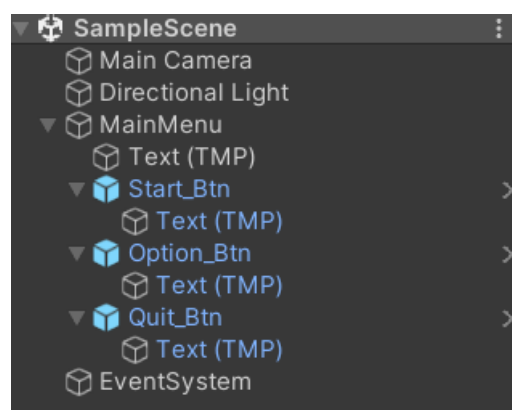 SampleScene
Main Camera
Directional Light
MainMenu
Text (TMP)
Start_Btn
Text (TMP)
Option_Btn
Text (TMP)
Quit_Btn
Text (TMP)
EventSystem